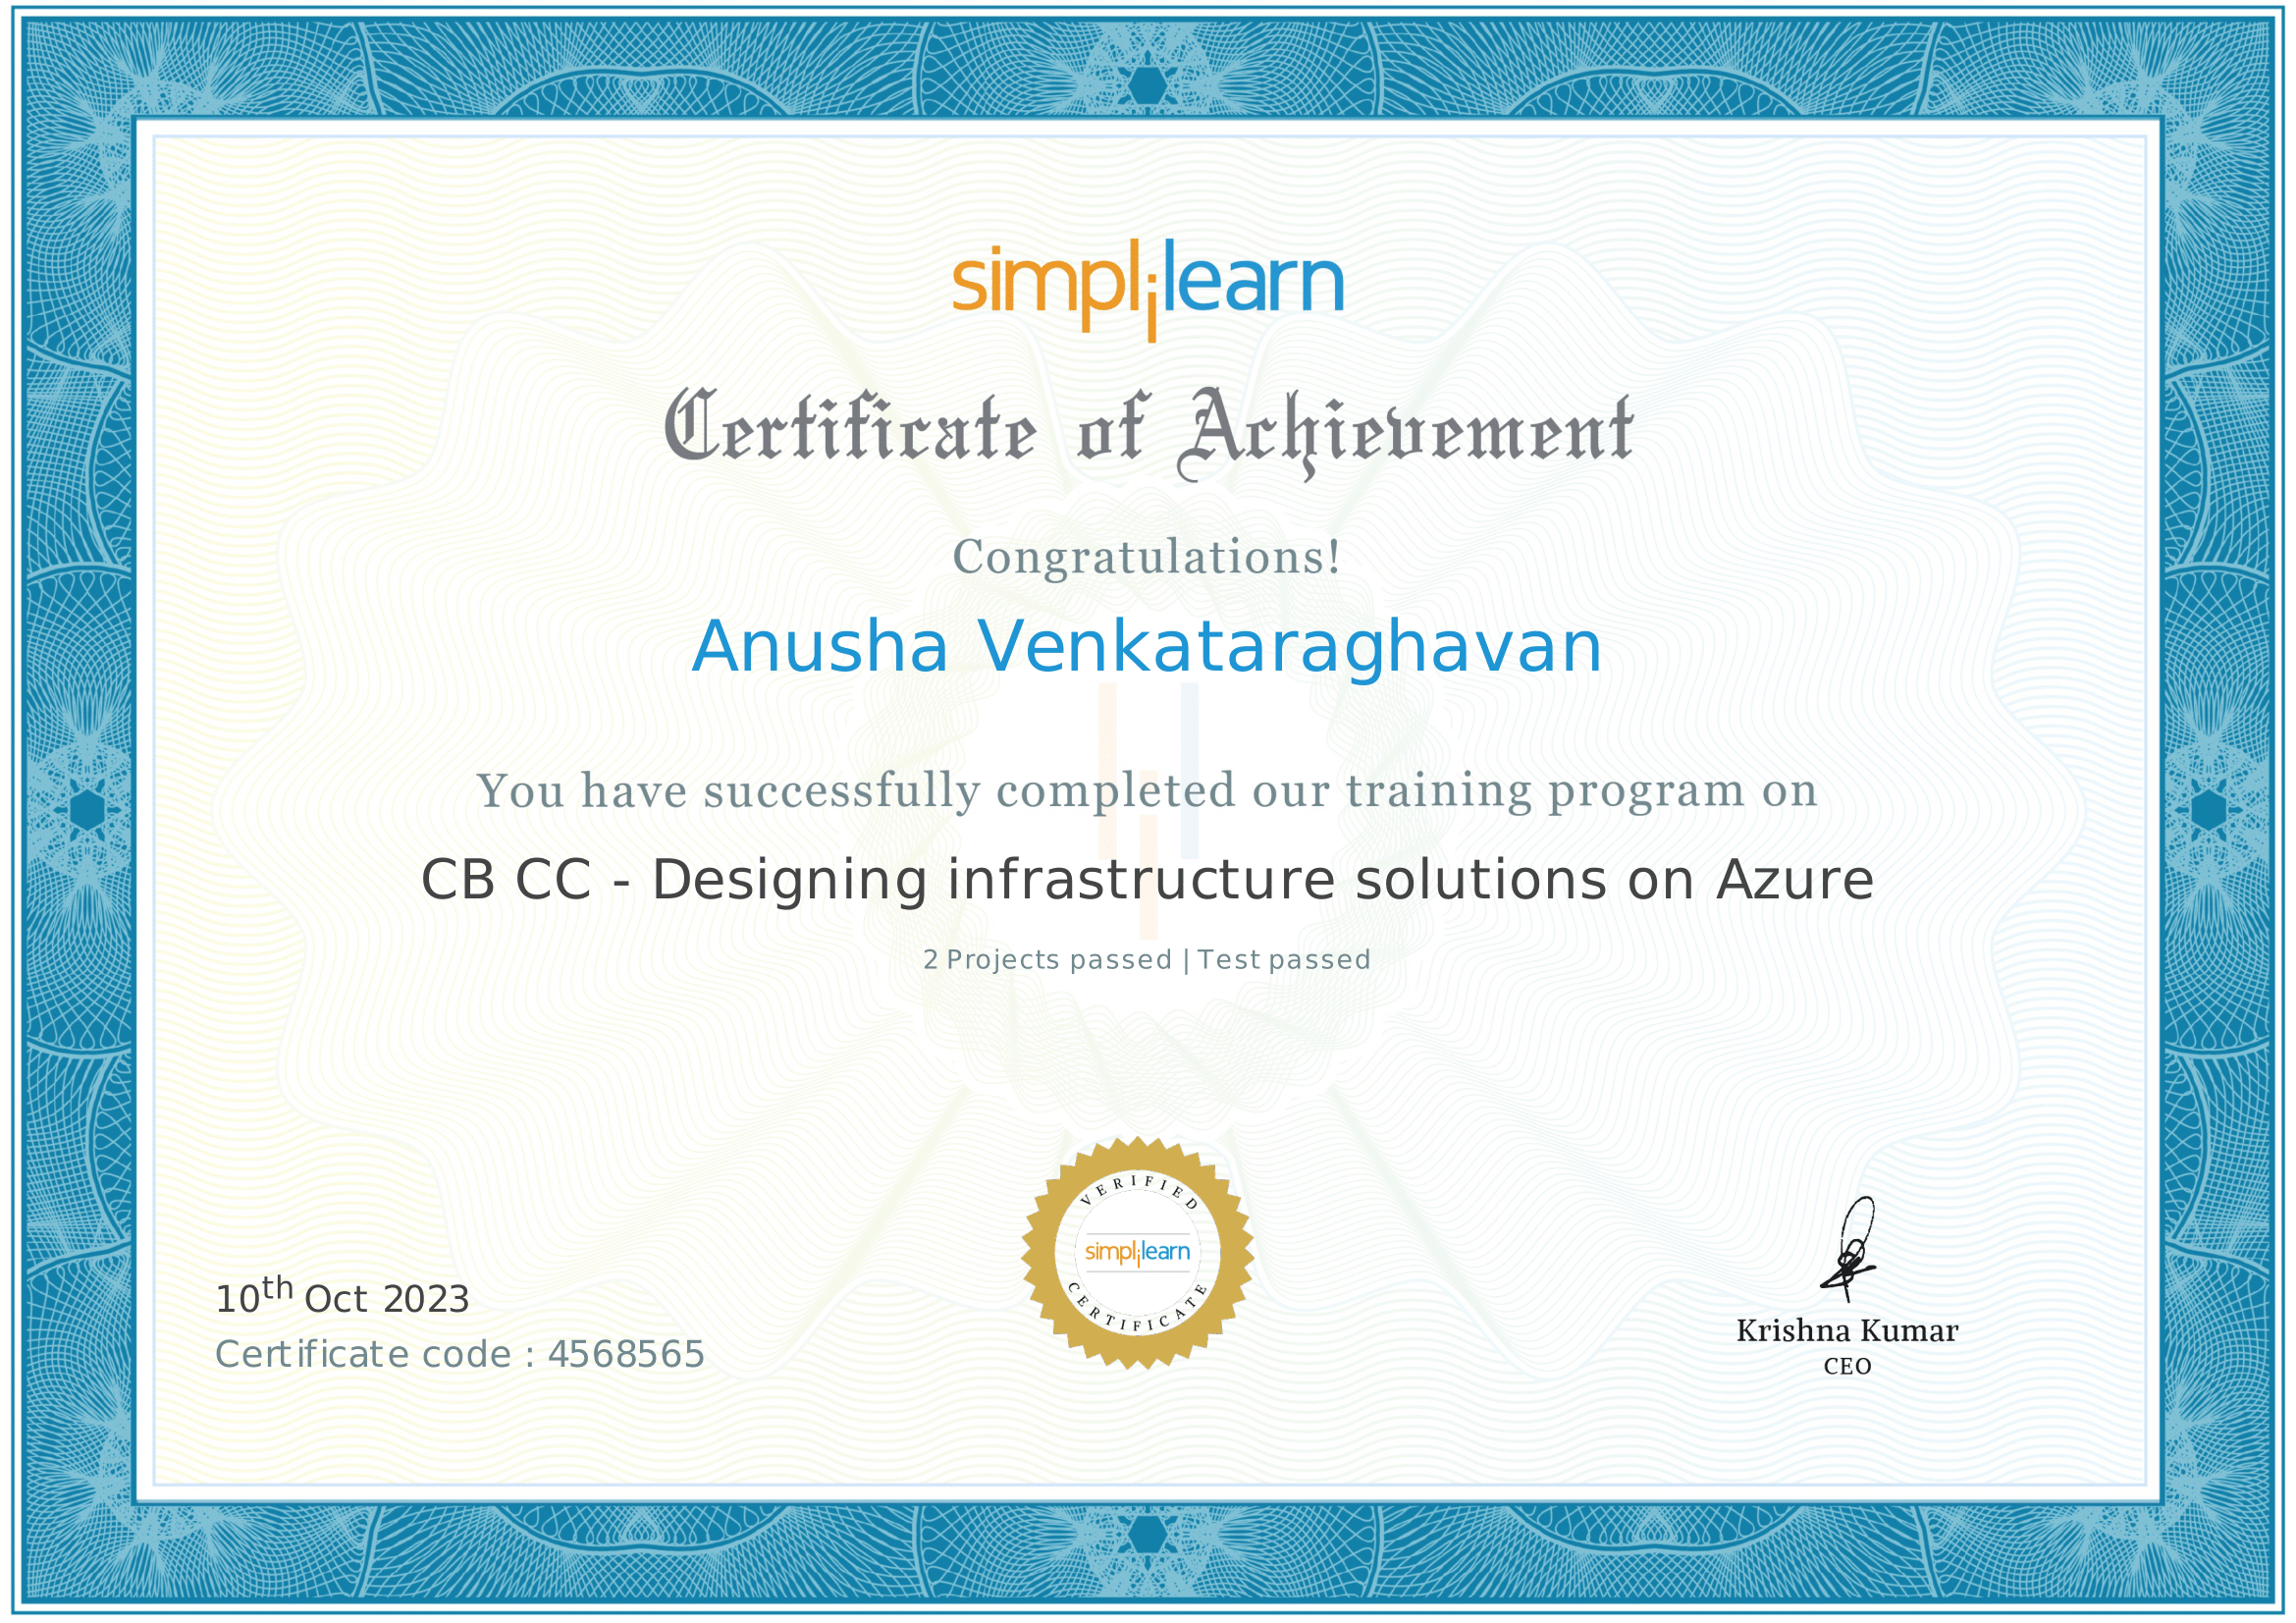 simplilearn
Certificate of Achievement
Congratulations!
Anusha Venkataraghavan
You have successfully completed our training program on
CB CC - Designing infrastructure solutions on Azure
2 Projects passed | Test passed
VERIFIED
simplilearn
CERTIFICATE
10th Oct 2023
Certificate code : 4568565
Krishna Kumar
CEO